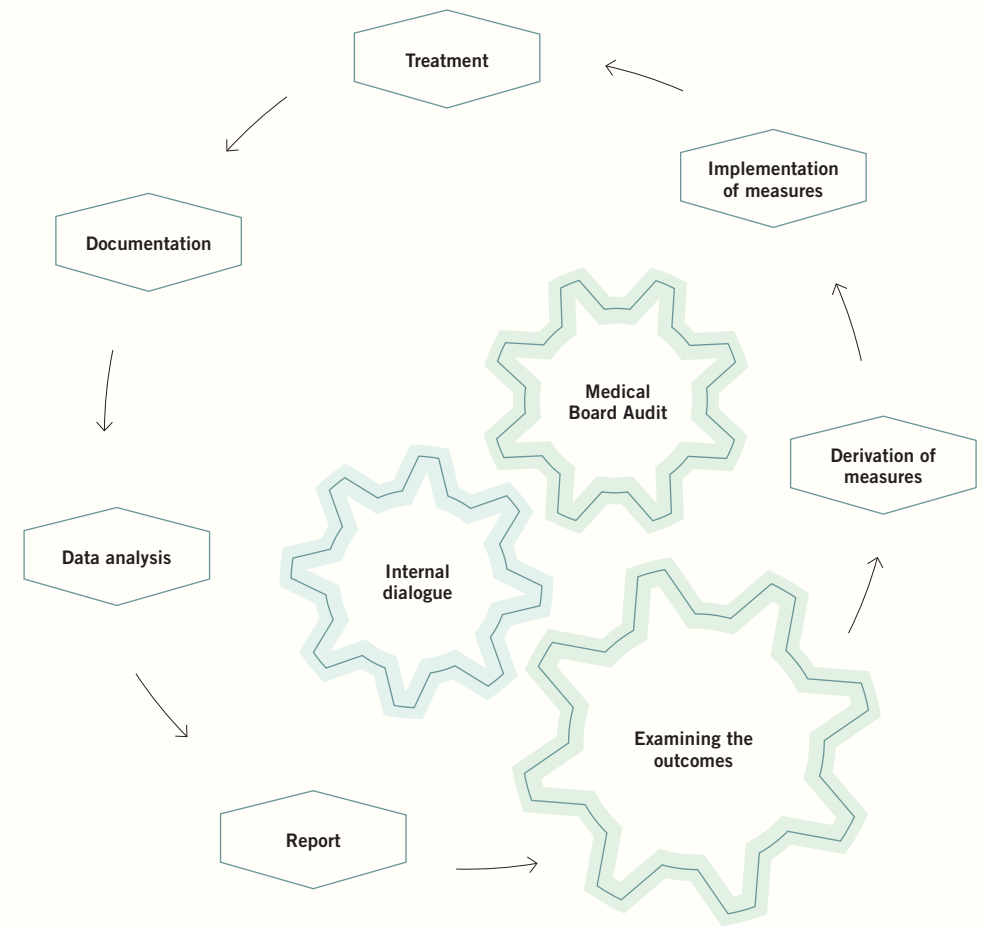 Treatment
Implementation
of measures
Documentation
Medical
Board Audit
Derivation of
measures
Data analysis
Internal
dialogue
Examining the
outcomes
Report